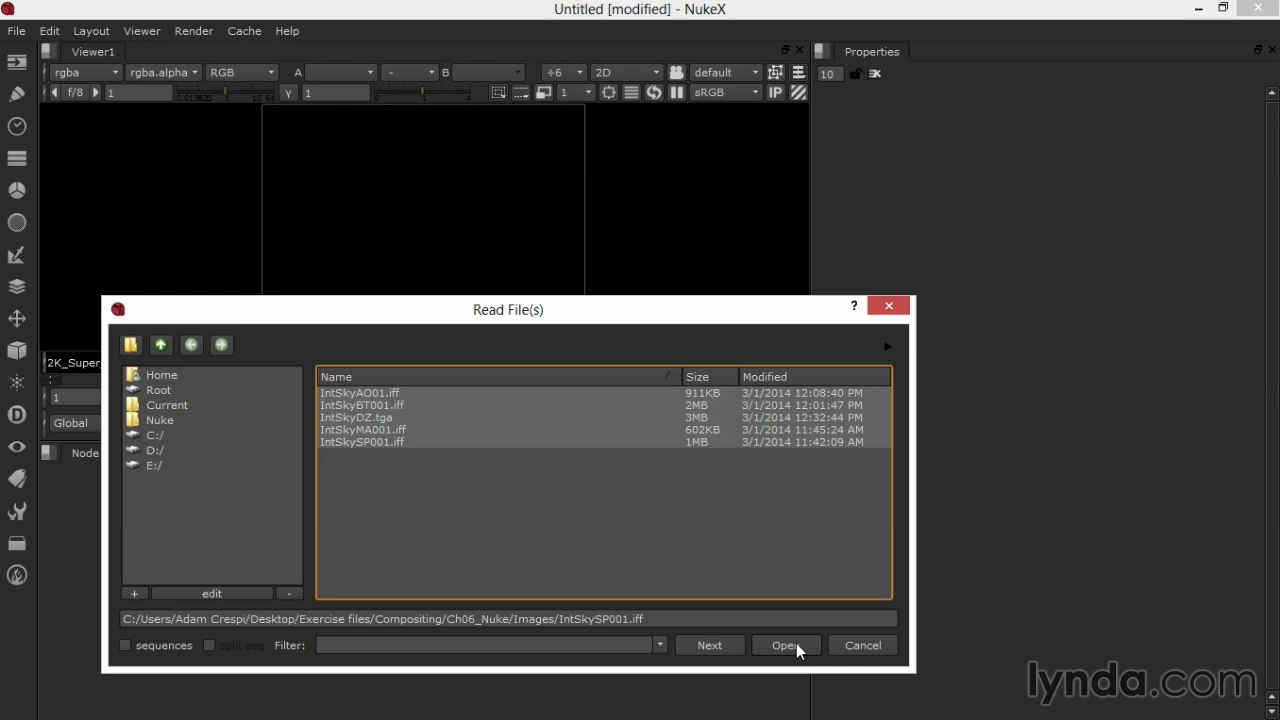 Untitled [modified] - NukeX
File Edit Layout Viewer Render Cache Help
Viewer1
Properties
rgba rgba.alpha RGB A - B ÷6 2D default
10
f/8 1 Y 1 1 sRGB IP
2K_Super
1
Global
Node
Read File(s)
?
Home
Root
Current
Nuke
C:/
D:/
E:/
+ edit -
Name Size Modified
IntSkyAO01.iff 911KB 3/1/2014 12:08:40 PM
IntSkyBT001.iff 2MB 3/1/2014 12:01:47 PM
IntSkyDZ.tga 3MB 3/1/2014 12:32:44 PM
IntSkyMA001.iff 602KB 3/1/2014 11:45:24 AM
IntSkySP001.iff 1MB 3/1/2014 11:42:09 AM
C:/Users/Adam Crespi/Desktop/Exercise files/Compositing/Ch06_Nuke/Images/IntSkySP001.iff
sequences split seq Filter: Next Open Cancel
lynda.com